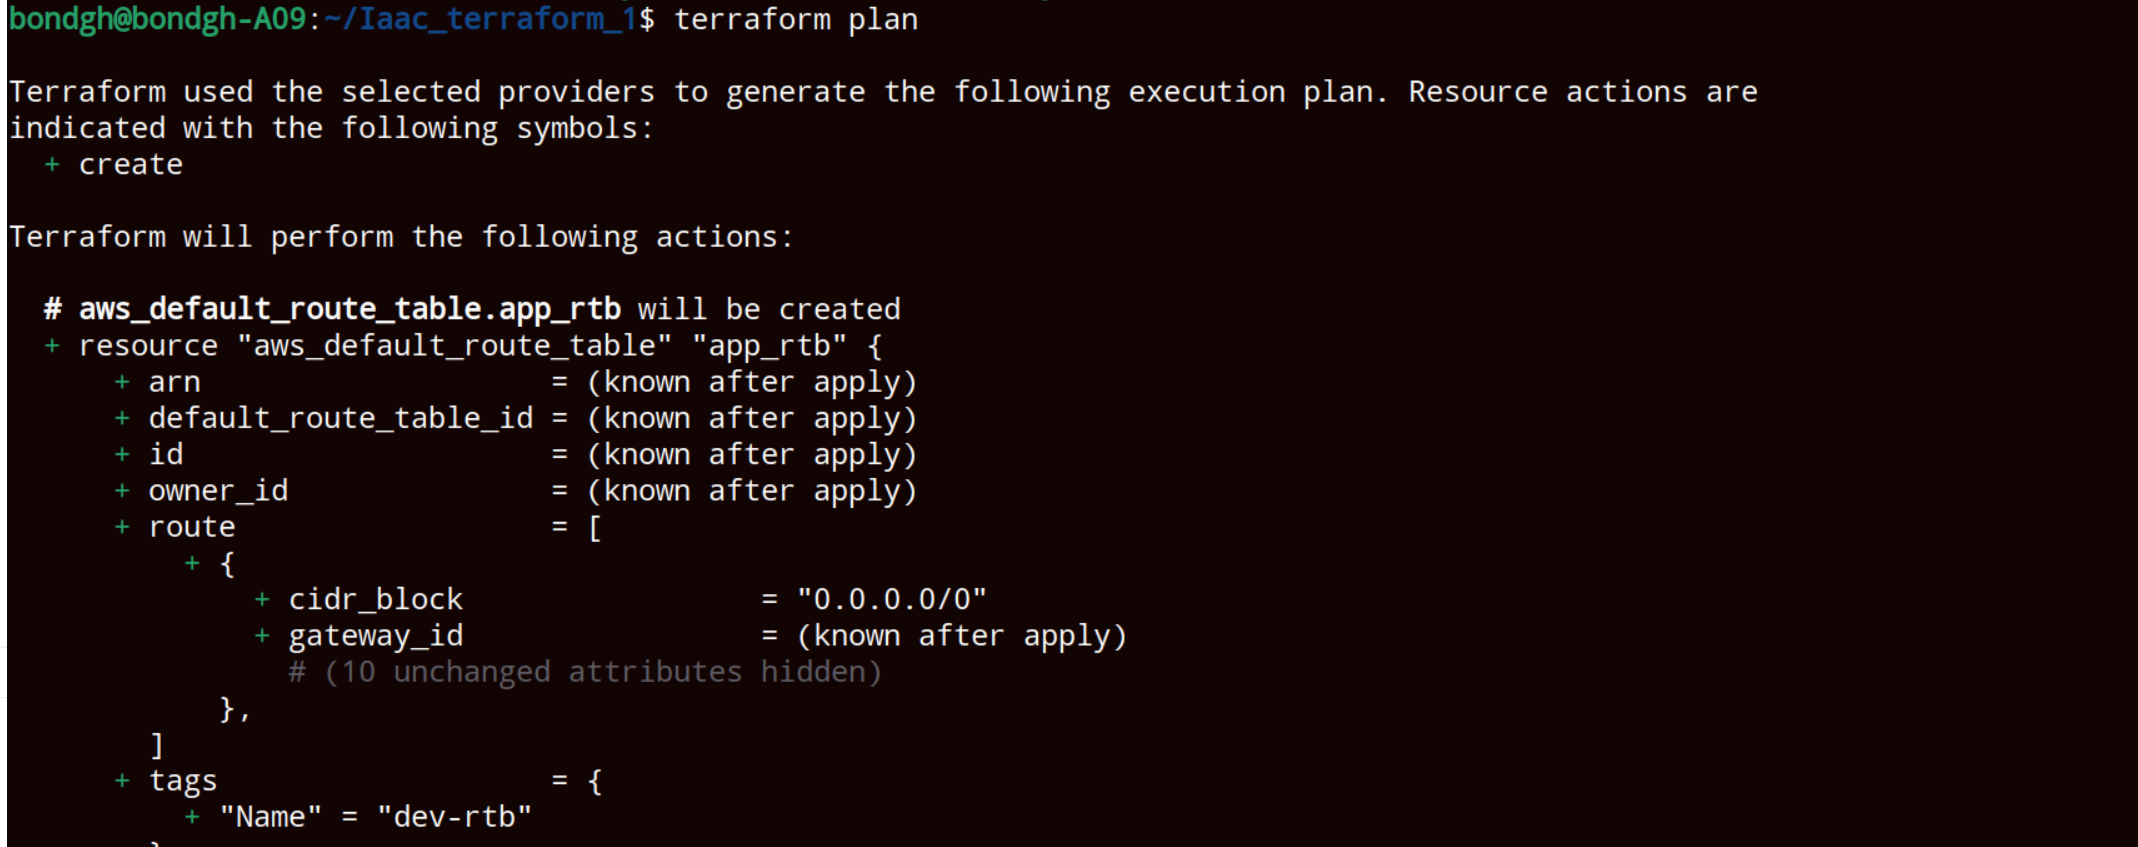 bondgh@bondgh-A09:~/Iaac_terraform_1$ terraform plan
Terraform used the selected providers to generate the following execution plan. Resource actions are
indicated with the following symbols:
+ create
Terraform will perform the following actions:
# aws_default_route_table.app_rtb will be created
+ resource "aws_default_route_table" "app_rtb" {
+ arn = (known after apply)
+ default_route_table_id = (known after apply)
+ id = (known after apply)
+ owner_id = (known after apply)
+ route = [
+ {
+ cidr_block = "0.0.0.0/0"
+ gateway_id = (known after apply)
# (10 unchanged attributes hidden)
},
]
+ tags = {
+ "Name" = "dev-rtb"
}